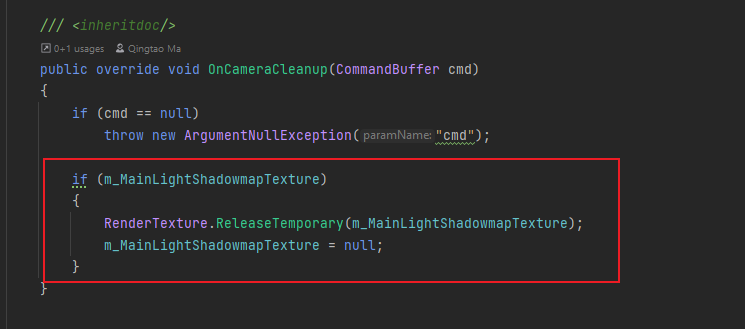 /// <inheritdoc/>
0+1 usages Qingtao Ma
public override void OnCameraCleanup(CommandBuffer cmd)
{
if (cmd == null)
throw new ArgumentNullException( paramName: "cmd");
if (m_MainLightShadowmapTexture)
{
RenderTexture.ReleaseTemporary(m_MainLightShadowmapTexture);
m_MainLightShadowmapTexture = null;
}
}